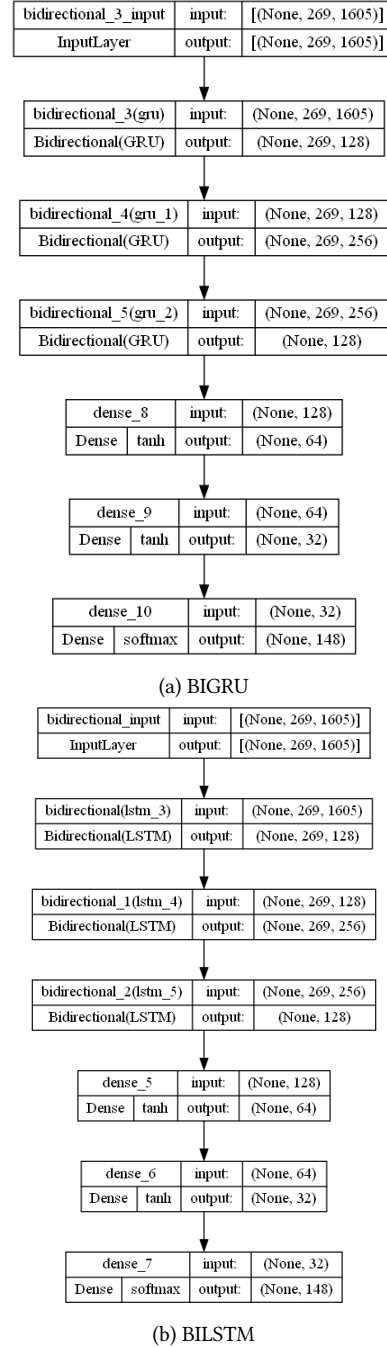 bidirectional_3_input input: [(None, 269, 1605)]
InputLayer output: [(None, 269, 1605)]
bidirectional_3(gru) input: (None, 269, 1605)
Bidirectional(GRU) output: (None, 269, 128)
bidirectional_4(gru_1) input: (None, 269, 128)
Bidirectional(GRU) output: (None, 269, 256)
bidirectional_5(gru_2) input: (None, 269, 256)
Bidirectional(GRU) output: (None, 128)
dense_8 input: (None, 128)
Dense tanh output: (None, 64)
dense_9 input: (None, 64)
Dense tanh output: (None, 32)
dense_10 input: (None, 32)
Dense softmax output: (None, 148)
(a) BIGRU
bidirectional_input input: [(None, 269, 1605)]
InputLayer output: [(None, 269, 1605)]
bidirectional(lstm_3) input: (None, 269, 1605)
Bidirectional(LSTM) output: (None, 269, 128)
bidirectional_1(lstm_4) input: (None, 269, 128)
Bidirectional(LSTM) output: (None, 269, 256)
bidirectional_2(lstm_5) input: (None, 269, 256)
Bidirectional(LSTM) output: (None, 128)
dense_5 input: (None, 128)
Dense tanh output: (None, 64)
dense_6 input: (None, 64)
Dense tanh output: (None, 32)
dense_7 input: (None, 32)
Dense softmax output: (None, 148)
(b) BILSTM